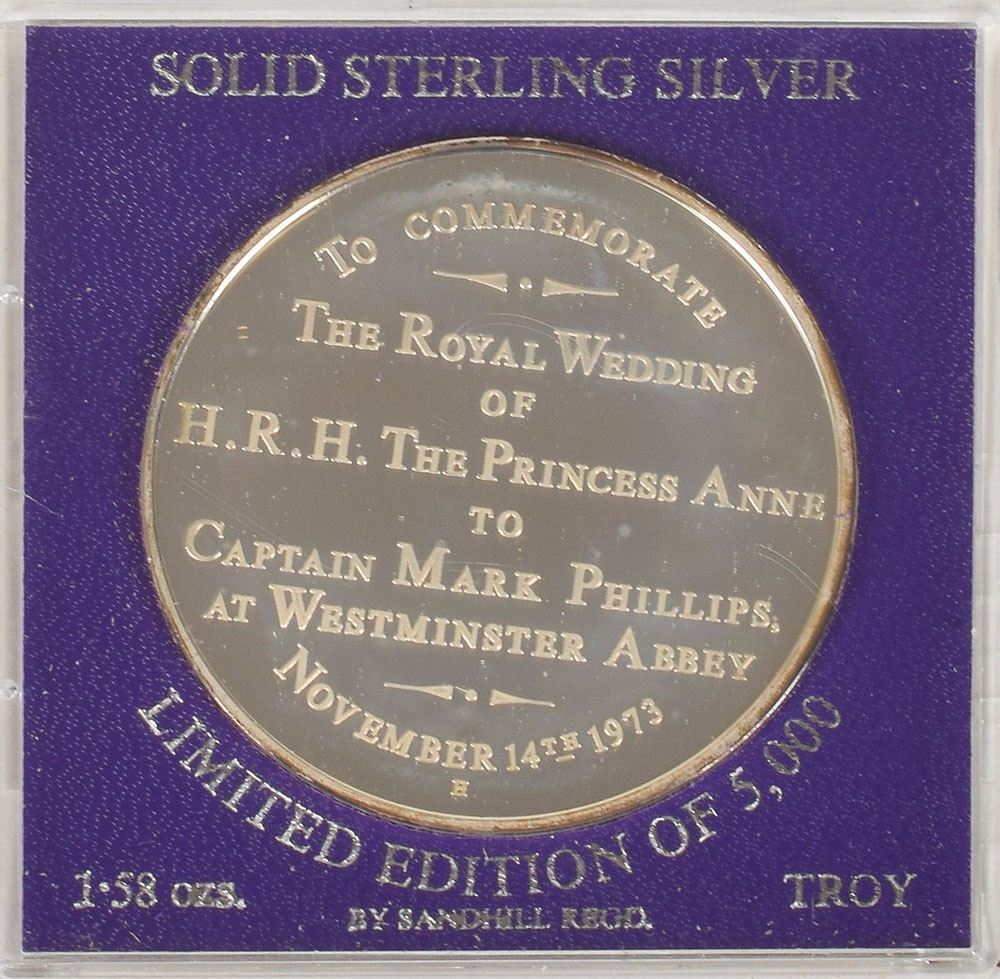 SOLID STERLING SILVER
TO COMMEMORATE
THE ROYAL WEDDING
OF
H.R.H. THE PRINCESS ANNE
TO
CAPTAIN MARK PHILLIPS,
AT WESTMINSTER ABBEY
NOVEMBER 14TH 1973
H
LIMITED EDITION OF 5,000
1·58 ozs. TROY
BY SANDHILL REGD.